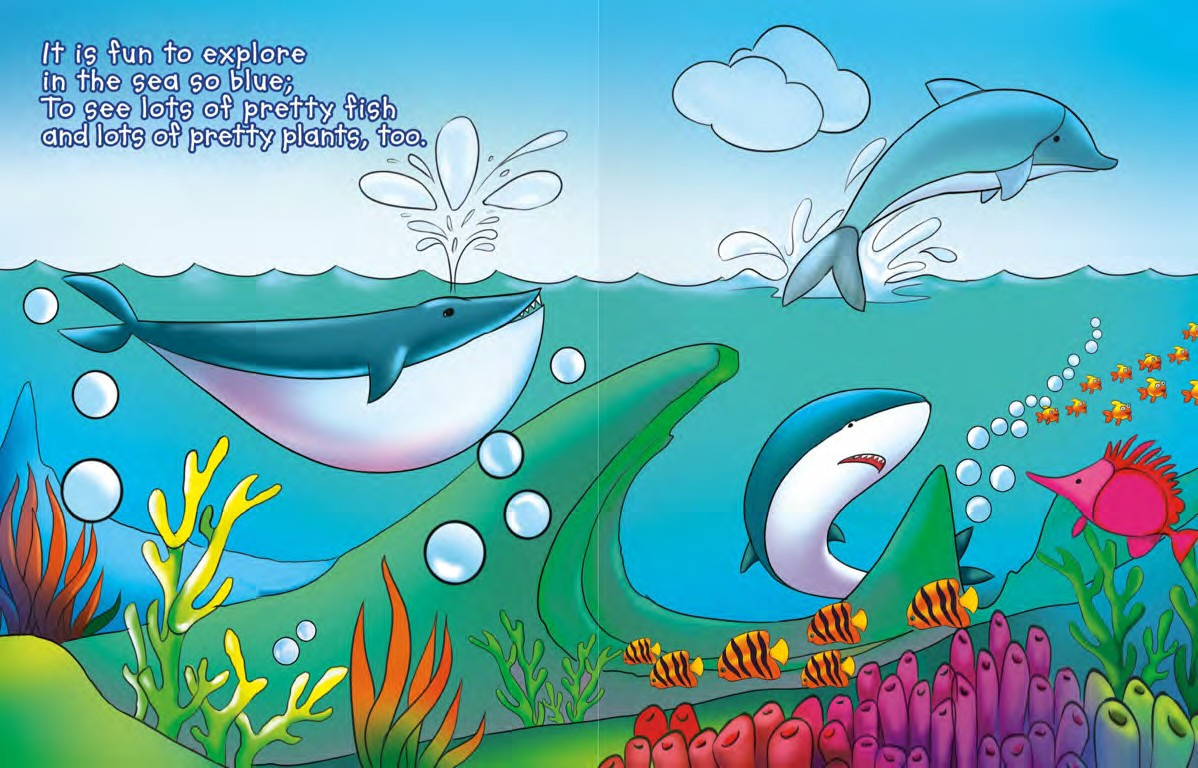 It is fun to explore
in the sea so blue;
To see lots of pretty fish
and lots of pretty plants, too.